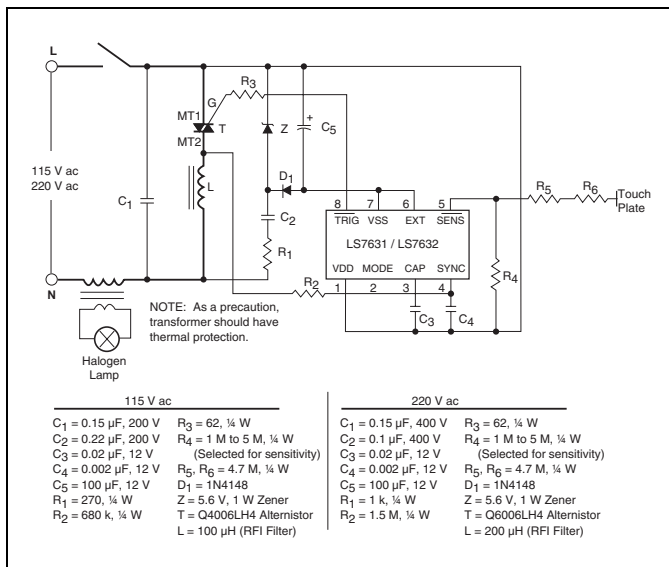 L
MT1
G
MT2
T
R3
Z
C5
+
115 V ac
220 V ac
C1
L
D1
C2
R1
8 7 6 5
TRIG VSS EXT SENS
LS7631 / LS7632
VDD MODE CAP SYNC
1 2 3 4
R5
R6
Touch
Plate
R4
R2
C3
C4
N
NOTE: As a precaution,
transformer should have
thermal protection.
Halogen
Lamp
115 V ac
C1 = 0.15 µF, 200 V
C2 = 0.22 µF, 200 V
C3 = 0.02 µF, 12 V
C4 = 0.002 µF, 12 V
C5 = 100 µF, 12 V
R1 = 270, ¼ W
R2 = 680 k, ¼ W
R3 = 62, ¼ W
R4 = 1 M to 5 M, ¼ W
(Selected for sensitivity)
R5, R6 = 4.7 M, ¼ W
D1 = 1N4148
Z = 5.6 V, 1 W Zener
T = Q4006LH4 Alternistor
L = 100 µH (RFI Filter)
220 V ac
C1 = 0.15 µF, 400 V
C2 = 0.1 µF, 400 V
C3 = 0.02 µF, 12 V
C4 = 0.002 µF, 12 V
C5 = 100 µF, 12 V
R1 = 1 k, ¼ W
R2 = 1.5 M, ¼ W
R3 = 62, ¼ W
R4 = 1 M to 5 M, ¼ W
(Selected for sensitivity)
R5, R6 = 4.7 M, ¼ W
D1 = 1N4148
Z = 5.6 V, 1 W Zener
T = Q6006LH4 Alternistor
L = 200 µH (RFI Filter)